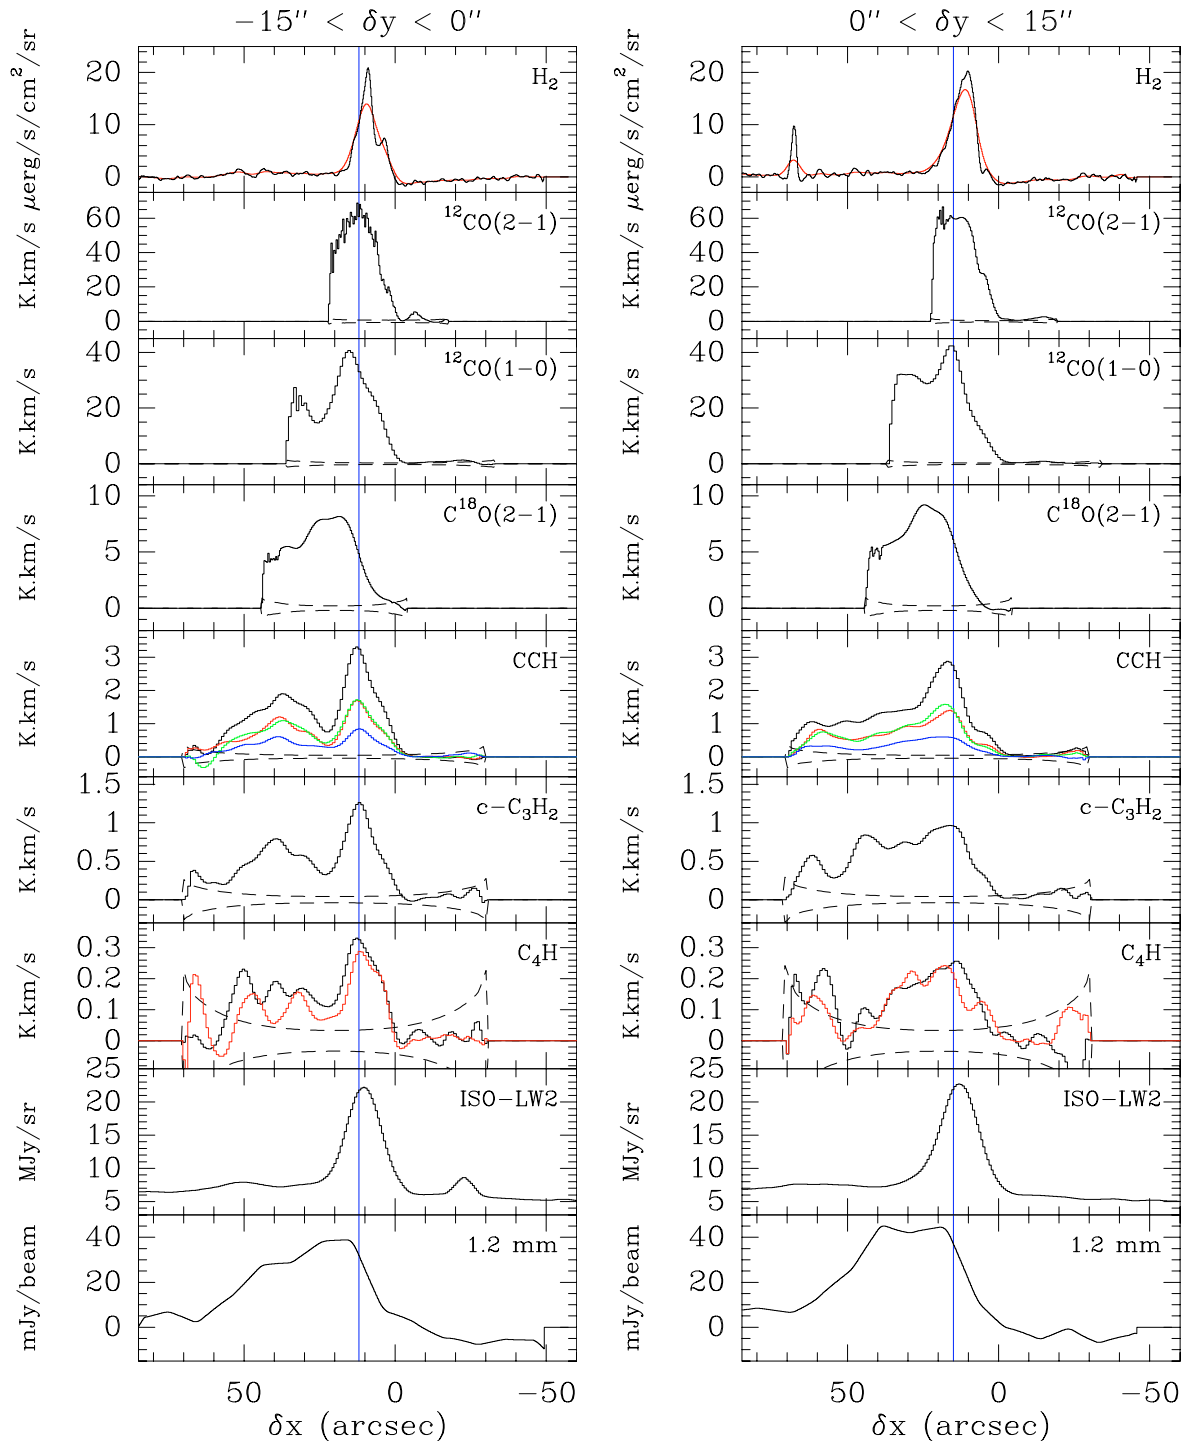 −15″ < δy < 0″
0″ < δy < 15″
μerg/s/cm²/sr
20
10
0
H₂
μerg/s/cm²/sr
20
10
0
H₂
K.km/s
60
40
20
0
¹²CO(2−1)
K.km/s
60
40
20
0
¹²CO(2−1)
K.km/s
40
20
0
¹²CO(1−0)
K.km/s
40
20
0
¹²CO(1−0)
K.km/s
10
5
0
C¹⁸O(2−1)
K.km/s
10
5
0
C¹⁸O(2−1)
K.km/s
3
2
1
0
CCH
K.km/s
3
2
1
0
CCH
K.km/s
1.5
1
0.5
0
c−C₃H₂
K.km/s
1.5
1
0.5
0
c−C₃H₂
K.km/s
0.3
0.2
0.1
0
C₄H
K.km/s
0.3
0.2
0.1
0
C₄H
MJy/sr
25
20
15
10
5
ISO−LW2
MJy/sr
25
20
15
10
5
ISO−LW2
mJy/beam
40
20
0
1.2 mm
mJy/beam
40
20
0
1.2 mm
50 0 −50
δx (arcsec)
50 0 −50
δx (arcsec)